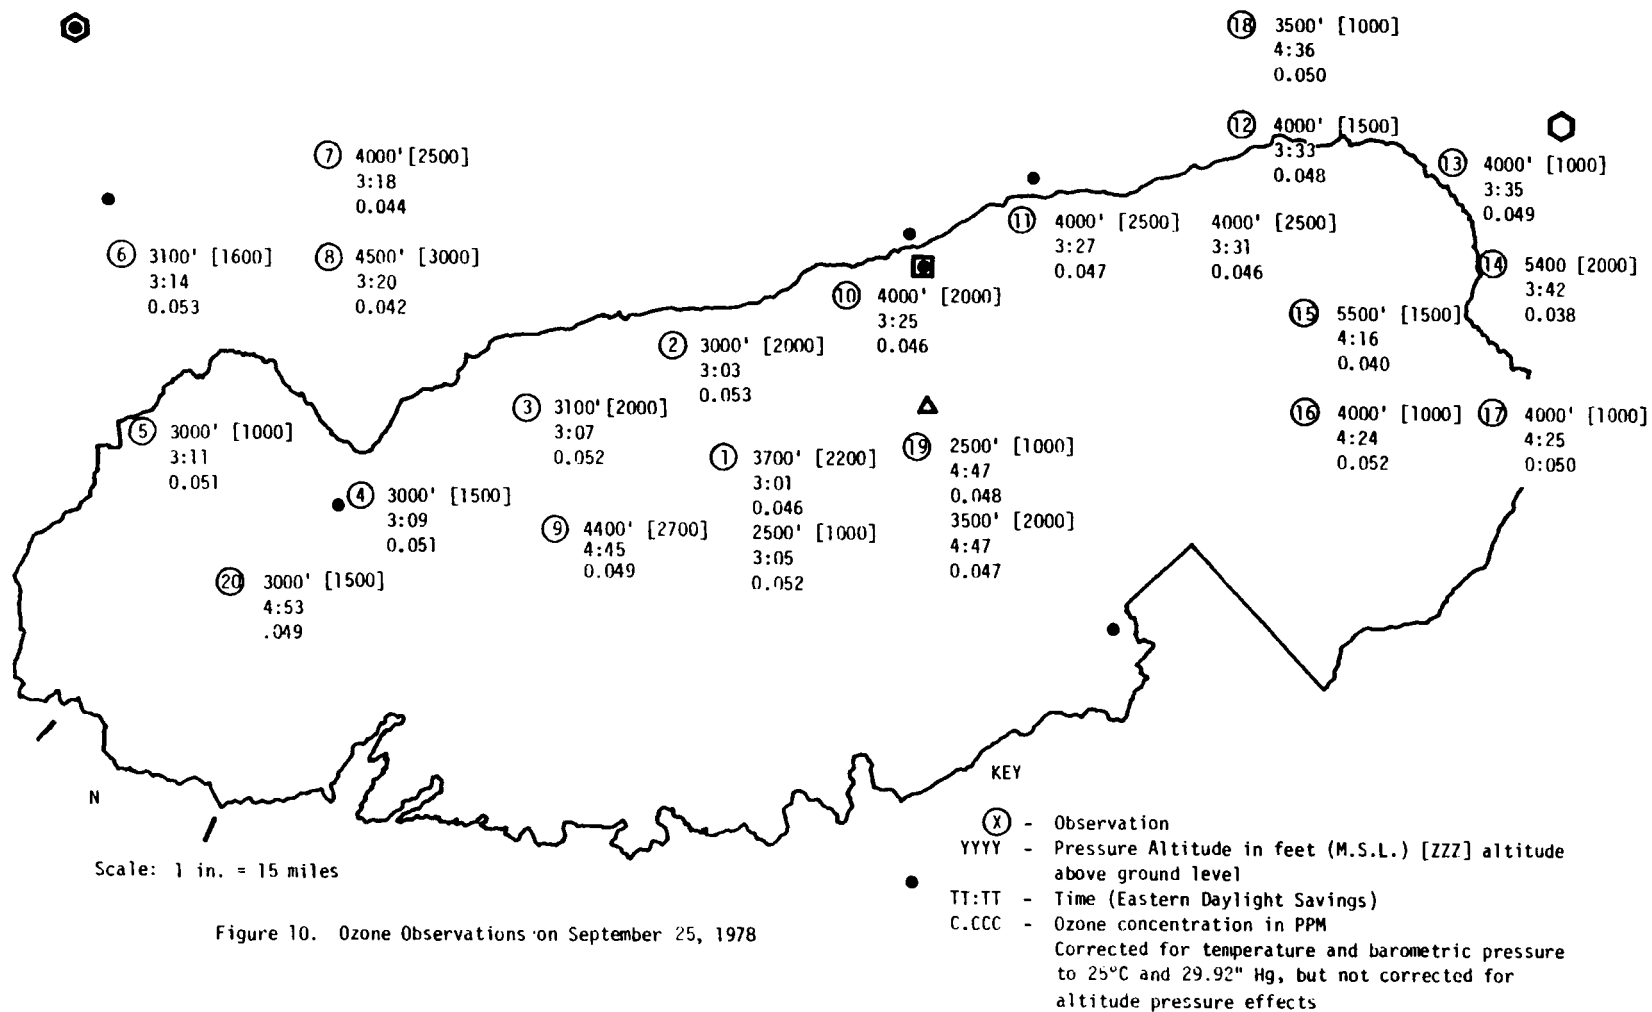 18 3500' [1000]
4:36
0.050
12 4000' [1500]
3:33
0.048
13 4000' [1000]
3:35
0.049
7 4000' [2500]
3:18
0.044
6 3100' [1600]
3:14
0.053
8 4500' [3000]
3:20
0.042
11 4000' [2500]
3:27
0.047
4000' [2500]
3:31
0.046
14 5400 [2000]
3:42
0.038
10 4000' [2000]
3:25
0.046
15 5500' [1500]
4:16
0.040
2 3000' [2000]
3:03
0.053
3 3100' [2000]
3:07
0.052
5 3000' [1000]
3:11
0.051
16 4000' [1000]
4:24
0.052
17 4000' [1000]
4:25
0:050
1 3700' [2200]
3:01
0.046
2500' [1000]
3:05
0.052
19 2500' [1000]
4:47
0.048
3500' [2000]
4:47
0.047
4 3000' [1500]
3:09
0.051
9 4400' [2700]
4:45
0.049
20 3000' [1500]
4:53
.049
N
Scale: 1 in. = 15 miles
Figure 10. Ozone Observations on September 25, 1978
KEY
X - Observation
YYYY - Pressure Altitude in feet (M.S.L.) [ZZZ] altitude
above ground level
TT:TT - Time (Eastern Daylight Savings)
C.CCC - Ozone concentration in PPM
Corrected for temperature and barometric pressure
to 25°C and 29.92" Hg, but not corrected for
altitude pressure effects